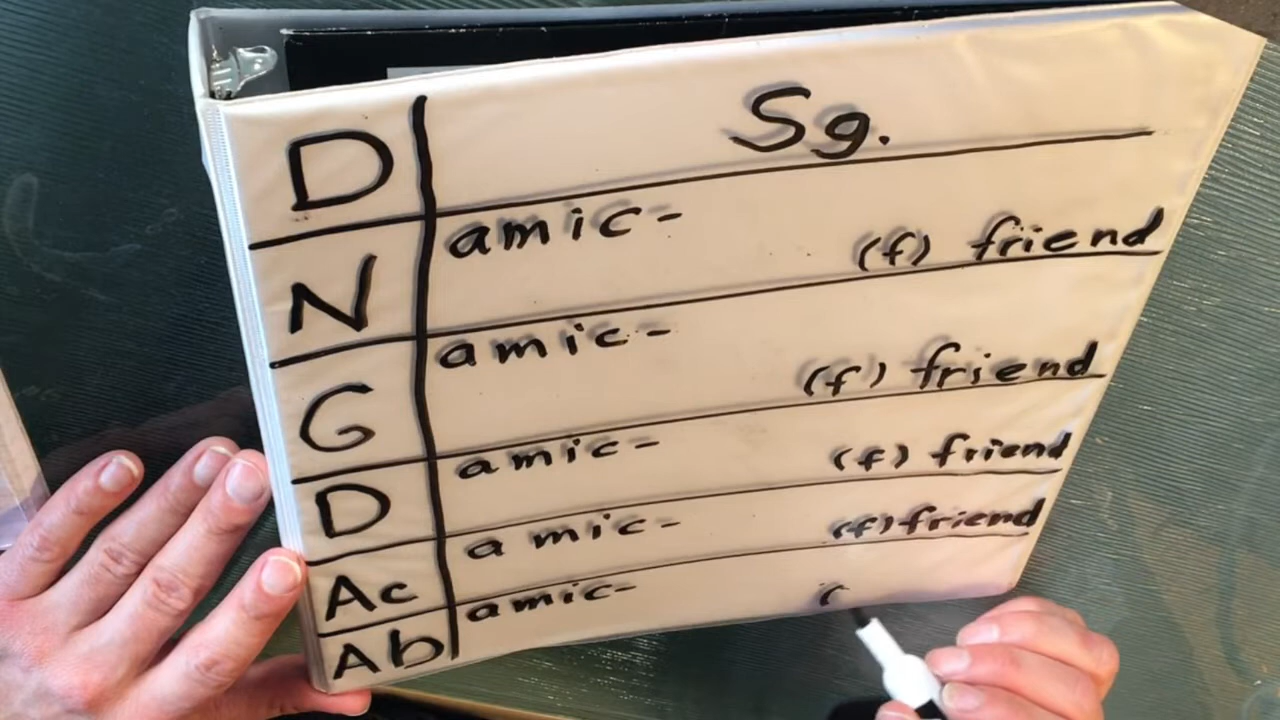 D Sg.
N amic- (f) friend
G amic- (f) friend
D amic- (f) friend
Ac amic- (f) friend
Ab amic- (